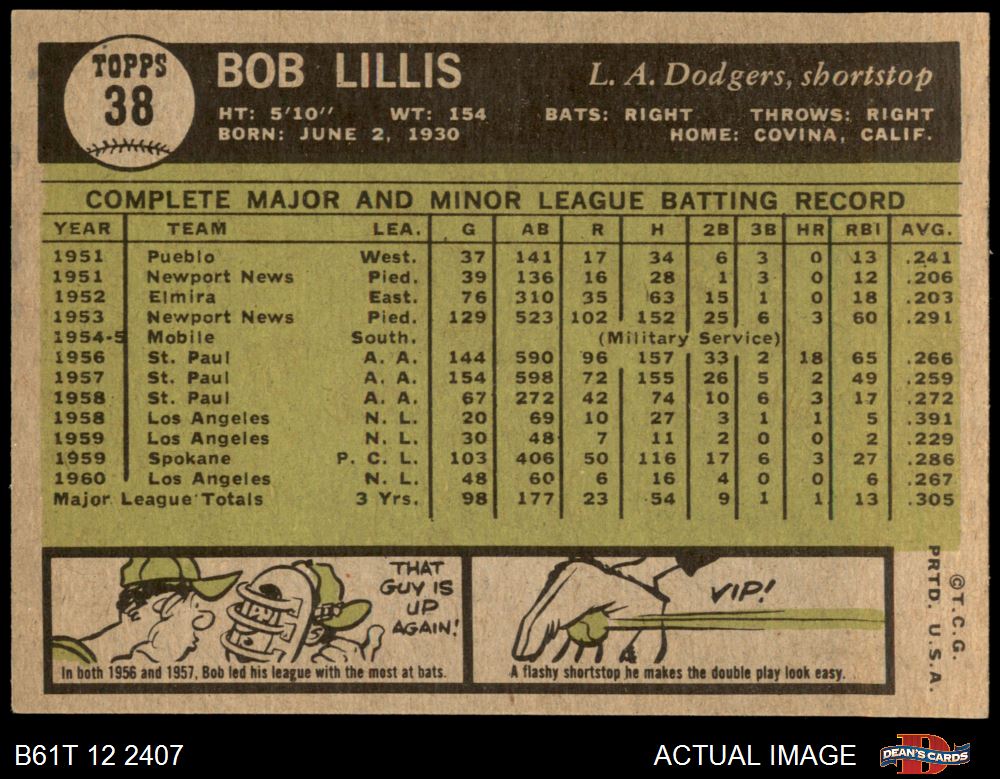 TOPPS
38
BOB LILLIS
L. A. Dodgers, shortstop
HT: 5'10" WT: 154 BATS: RIGHT THROWS: RIGHT
BORN: JUNE 2, 1930 HOME: COVINA, CALIF.
COMPLETE MAJOR AND MINOR LEAGUE BATTING RECORD
YEAR TEAM LEA. G AB R H 2B 3B HR RBI AVG.
1951 Pueblo West. 37 141 17 34 6 3 0 13 .241
1951 Newport News Pied. 39 136 16 28 1 3 0 12 .206
1952 Elmira East. 76 310 35 63 15 1 0 18 .203
1953 Newport News Pied. 129 523 102 152 25 6 3 60 .291
1954-5 Mobile South. (Military Service)
1956 St. Paul A. A. 144 590 96 157 33 2 18 65 .266
1957 St. Paul A. A. 154 598 72 155 26 5 2 49 .259
1958 St. Paul A. A. 67 272 42 74 10 6 3 17 .272
1958 Los Angeles N. L. 20 69 10 27 3 1 1 5 .391
1959 Los Angeles N. L. 30 48 7 11 2 0 0 2 .229
1959 Spokane P. C. L. 103 406 50 116 17 6 3 27 .286
1960 Los Angeles N. L. 48 60 6 16 4 0 0 6 .267
Major League Totals 3 Yrs. 98 177 23 54 9 1 1 13 .305
THAT
GUY IS
UP
AGAIN!
In both 1956 and 1957, Bob led his league with the most at bats.
VIP!
A flashy shortstop he makes the double play look easy.
© T. C. G.
PRTD. U. S. A.
B61T 12 2407
ACTUAL IMAGE
DEAN'S CARDS